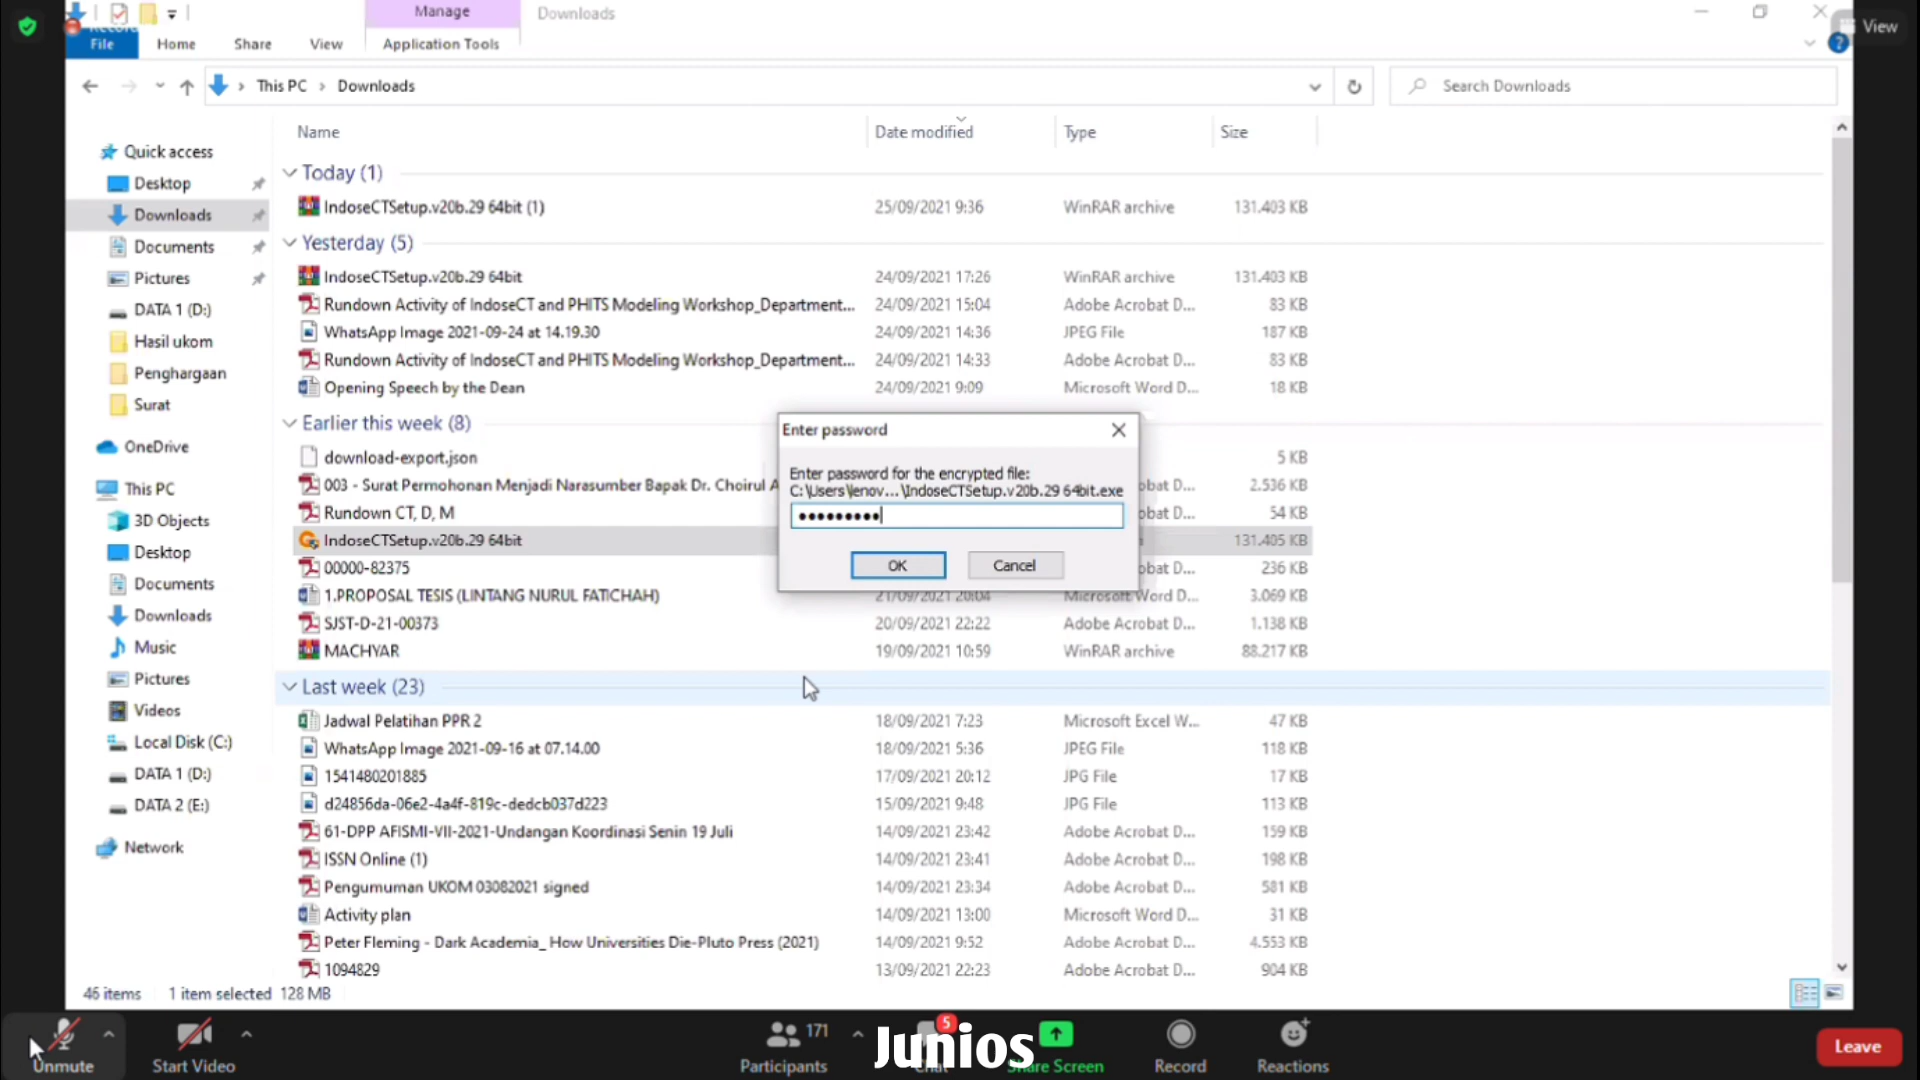 Manage
Downloads
View
File
Home
Share
View
Application Tools
This PC
Downloads
Search Downloads
Name
Date modified
Type
Size
Quick access
Desktop
Downloads
Documents
Pictures
DATA 1 (D:)
Hasil ukom
Penghargaan
Surat
OneDrive
This PC
3D Objects
Desktop
Documents
Downloads
Music
Pictures
Videos
Local Disk (C:)
DATA 1 (D:)
DATA 2 (E:)
Network
Today (1)
IndoseCTSetup.v20b.29 64bit (1) 25/09/2021 9:36 WinRAR archive 131.403 KB
Yesterday (5)
IndoseCTSetup.v20b.29 64bit 24/09/2021 17:26 WinRAR archive 131.403 KB
Rundown Activity of IndoseCT and PHITS Modeling Workshop_Department... 24/09/2021 15:04 Adobe Acrobat D... 83 KB
WhatsApp Image 2021-09-24 at 14.19.30 24/09/2021 14:36 JPEG File 187 KB
Rundown Activity of IndoseCT and PHITS Modeling Workshop_Department... 24/09/2021 14:33 Adobe Acrobat D... 83 KB
Opening Speech by the Dean 24/09/2021 9:09 Microsoft Word D... 18 KB
Earlier this week (8)
download-export.json 5 KB
003 - Surat Permohonan Menjadi Narasumber Bapak Dr. Choirul A obat D... 2.536 KB
Rundown CT, D, M obat D... 54 KB
IndoseCTSetup.v20b.29 64bit 131.405 KB
00000-82375 obat D... 236 KB
1.PROPOSAL TESIS (LINTANG NURUL FATICHAH) 21/09/2021 20:04 Microsoft Word D... 3.069 KB
SJST-D-21-00373 20/09/2021 22:22 Adobe Acrobat D... 1.138 KB
MACHYAR 19/09/2021 10:59 WinRAR archive 88.217 KB
Enter password
Enter password for the encrypted file:
C:\Users\lenov...\IndoseCTSetup.v20b.29 64bit.exe
•••••••••
OK
Cancel
Last week (23)
Jadwal Pelatihan PPR 2 18/09/2021 7:23 Microsoft Excel W... 47 KB
WhatsApp Image 2021-09-16 at 07.14.00 18/09/2021 5:36 JPEG File 118 KB
1541480201885 17/09/2021 20:12 JPG File 17 KB
d24856da-06e2-4a4f-819c-dedcb037d223 15/09/2021 9:48 JPG File 113 KB
61-DPP AFISMI-VII-2021-Undangan Koordinasi Senin 19 Juli 14/09/2021 23:42 Adobe Acrobat D... 159 KB
ISSN Online (1) 14/09/2021 23:41 Adobe Acrobat D... 198 KB
Pengumuman UKOM 03082021 signed 14/09/2021 23:34 Adobe Acrobat D... 581 KB
Activity plan 14/09/2021 13:00 Microsoft Word D... 31 KB
Peter Fleming - Dark Academia_ How Universities Die-Pluto Press (2021) 14/09/2021 9:52 Adobe Acrobat D... 4.553 KB
1094829 13/09/2021 22:23 Adobe Acrobat D... 904 KB
46 items 1 item selected 128 MB
Unmute
Start Video
171
Participants
5
Chat
Junios
Share Screen
Record
Reactions
Leave